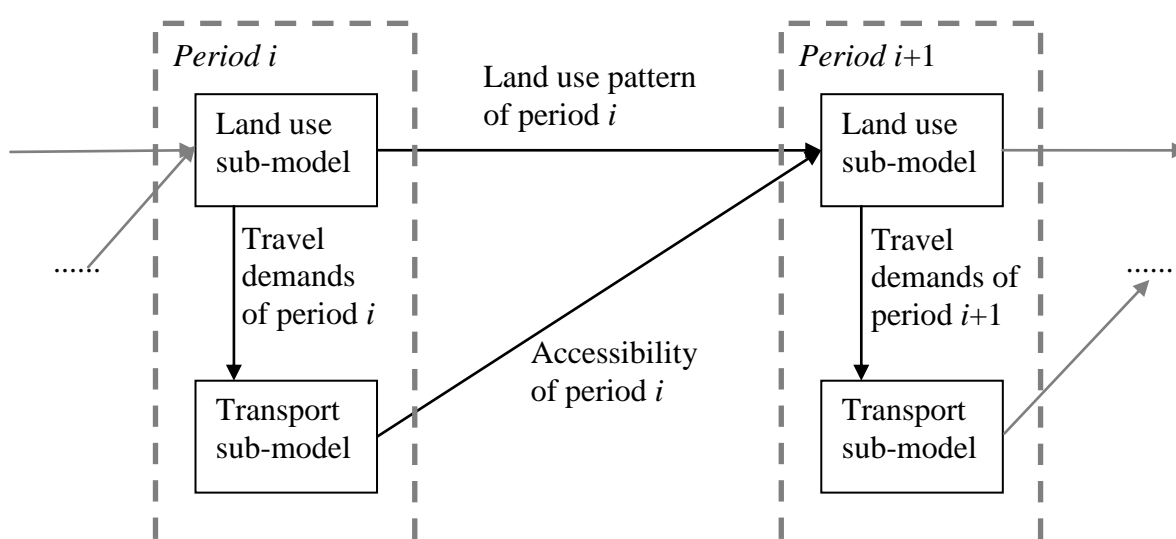 Period i
Land use
sub-model
Travel
demands
of period i
Transport
sub-model
......
Land use pattern
of period i
Accessibility
of period i
Period i+1
Land use
sub-model
Travel
demands of
period i+1
Transport
sub-model
......